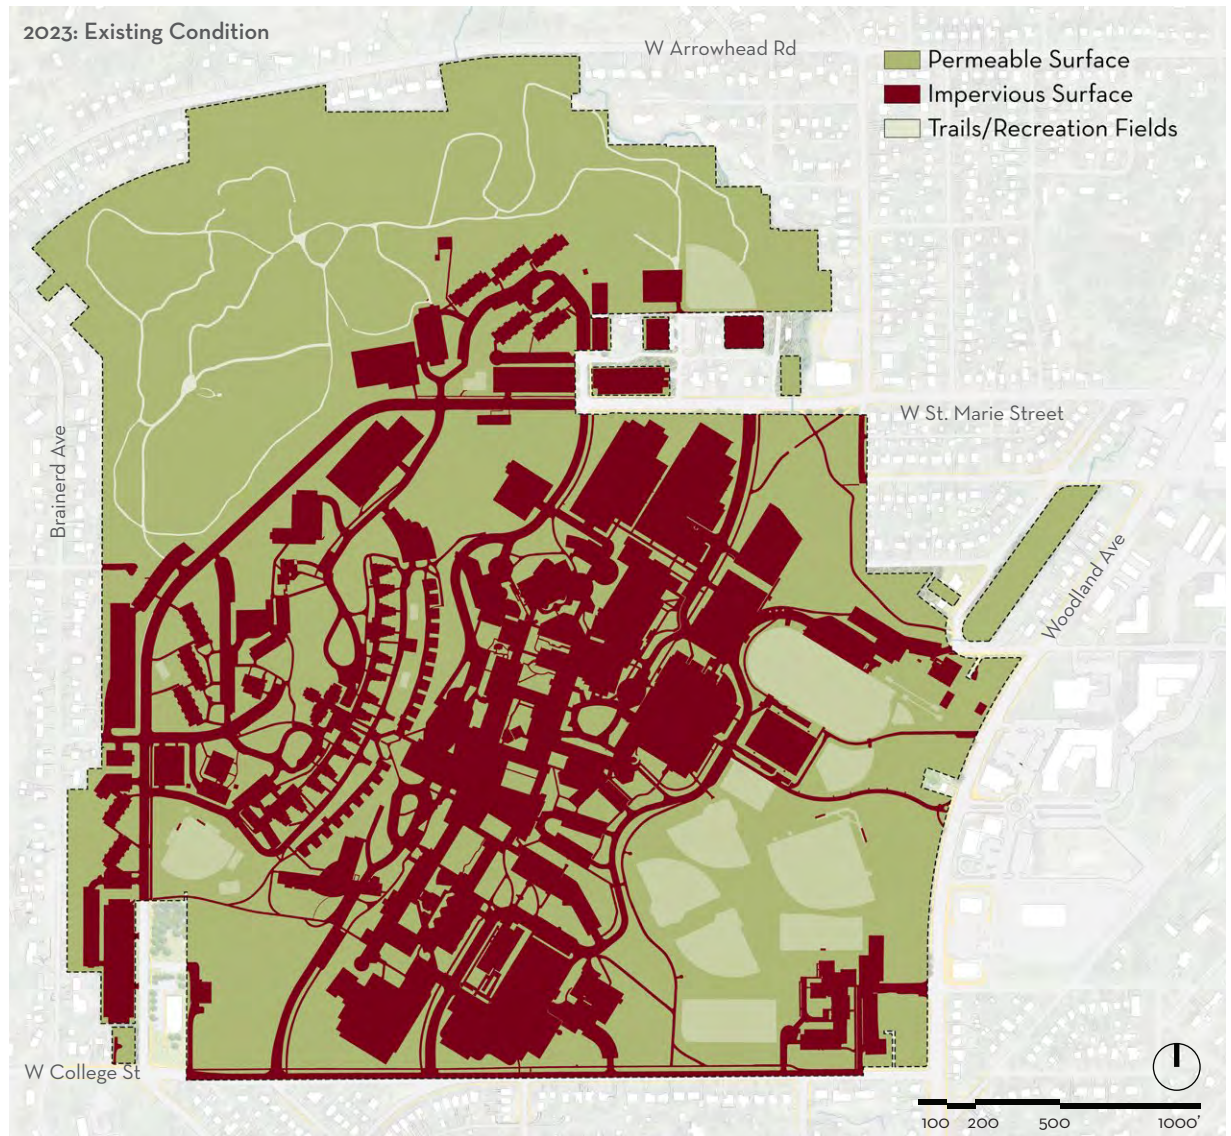 2023: Existing Condition
W Arrowhead Rd
Permeable Surface
Impervious Surface
Trails/Recreation Fields
W St. Marie Street
Brainerd Ave
Woodland Ave
W College St
100 200 500 1000'